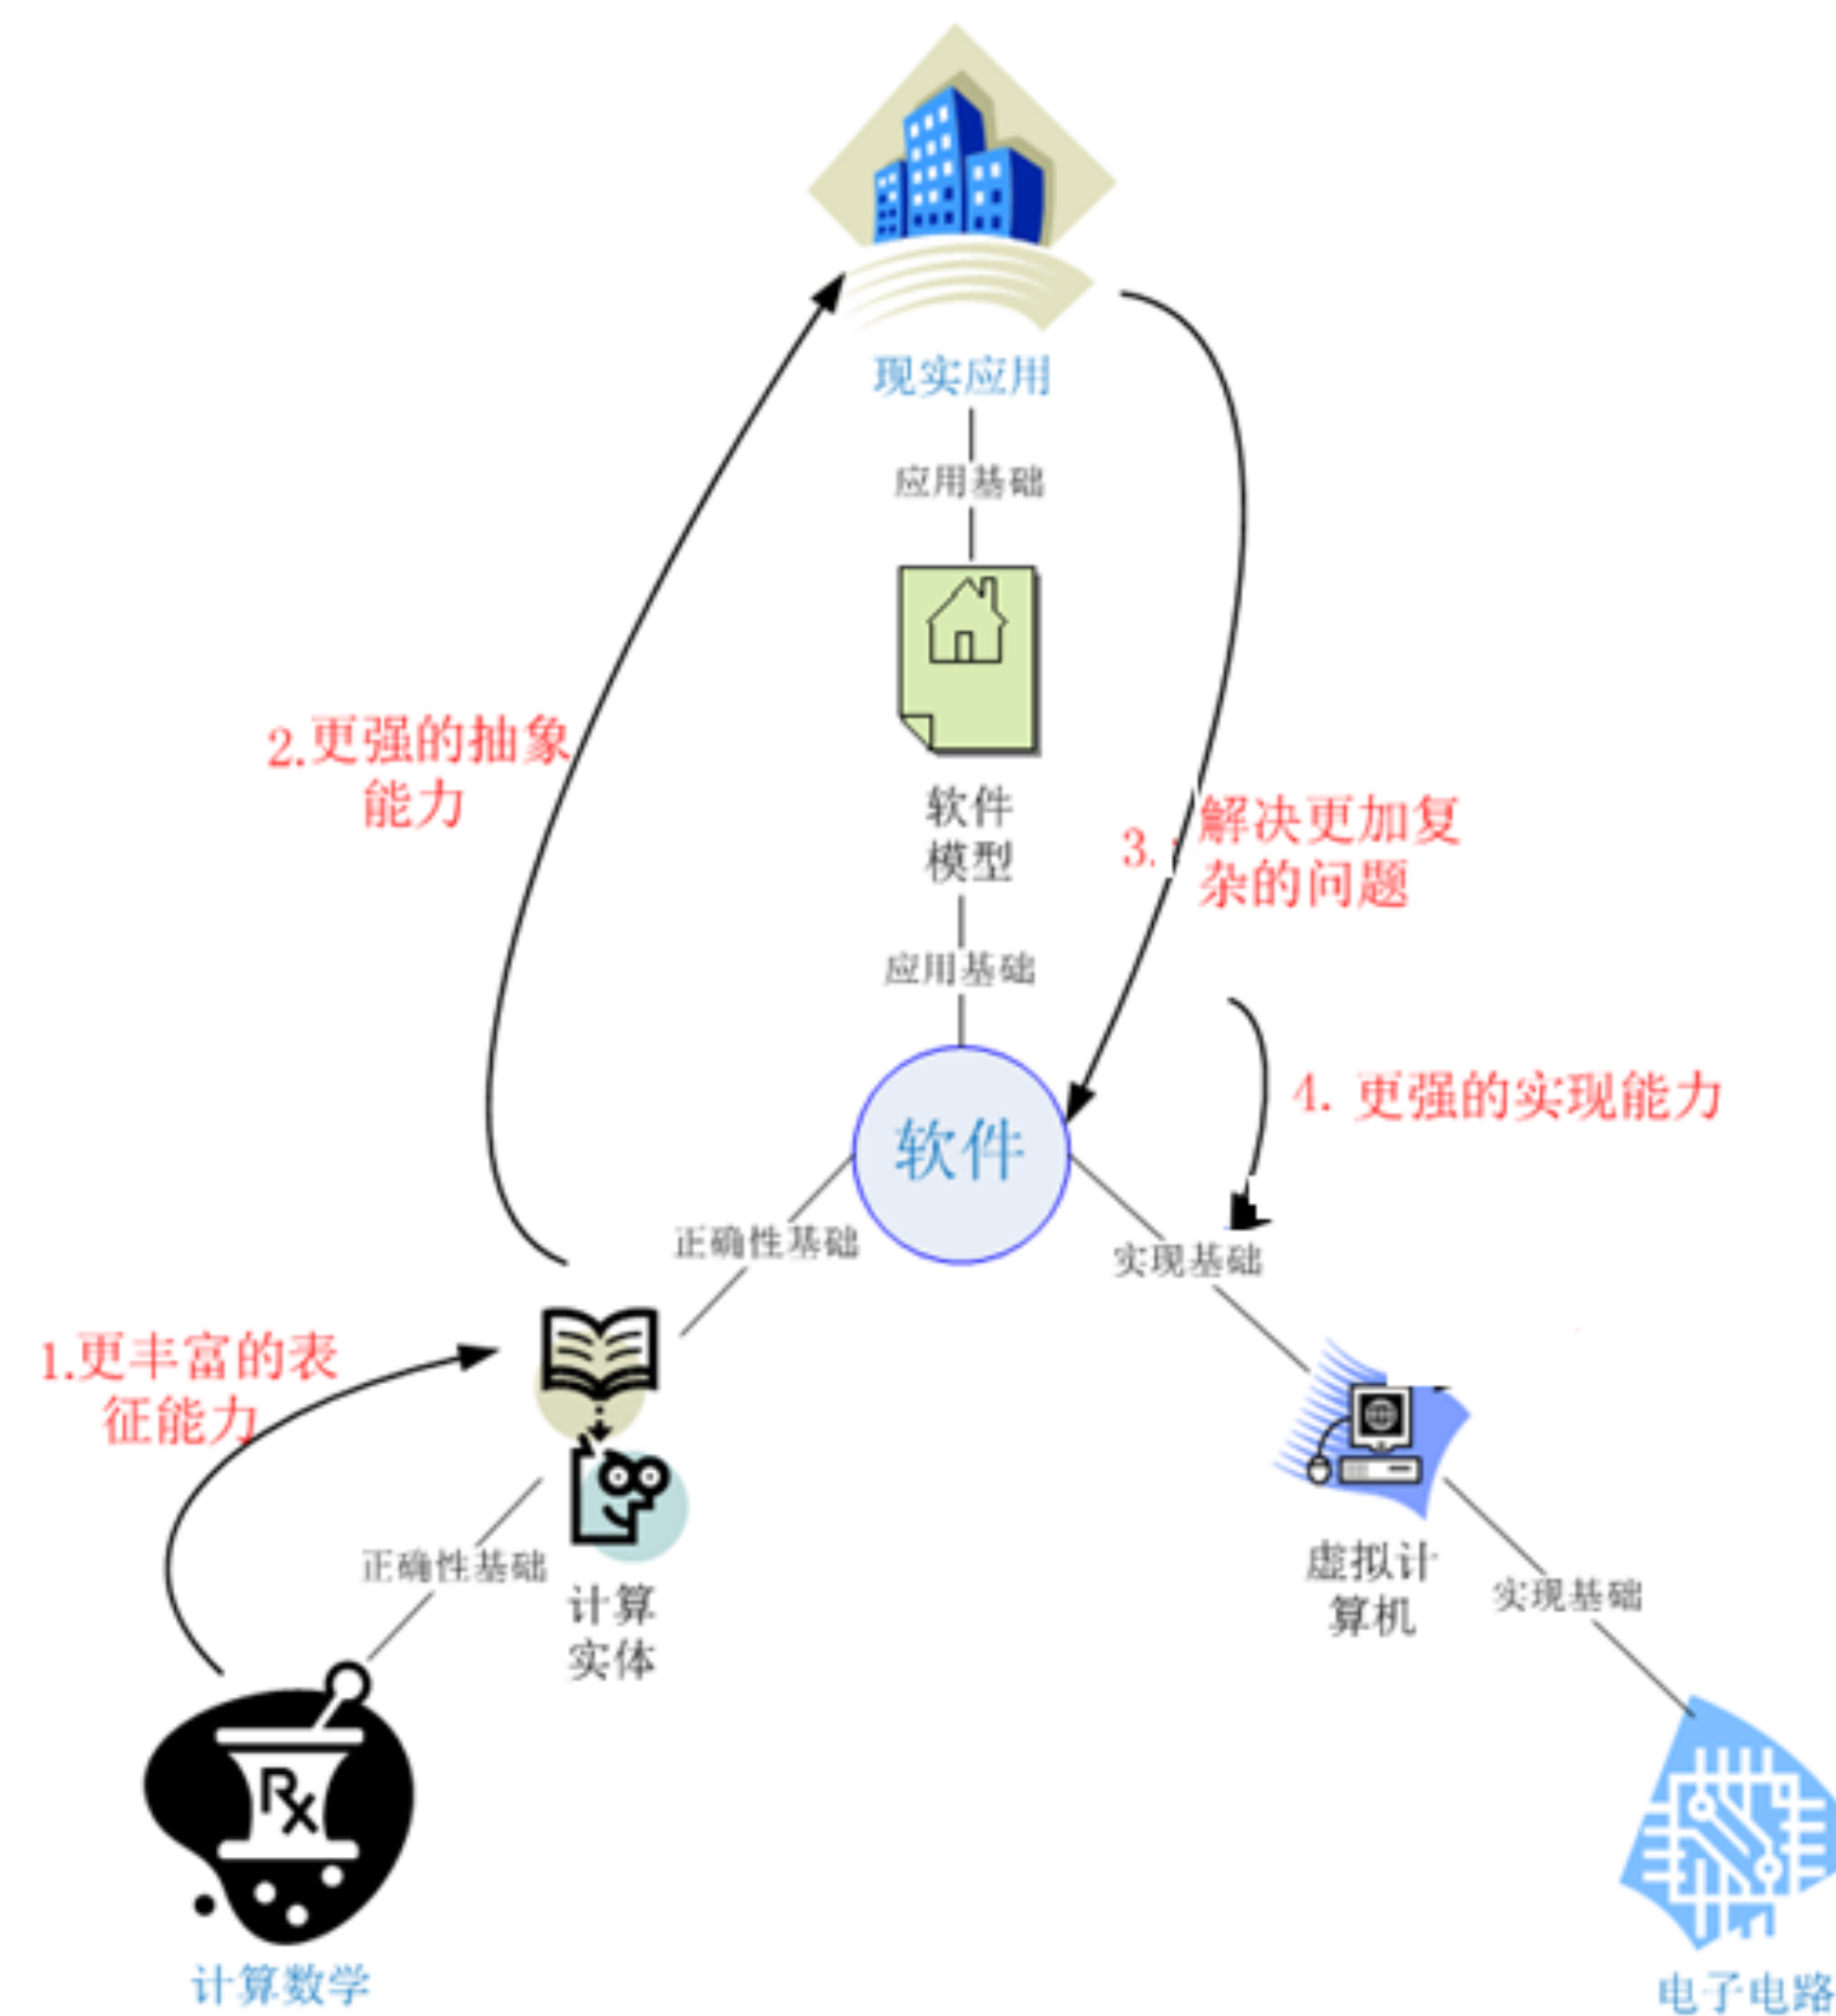 现实应用
应用基础
2.更强的抽象
能力
软件
模型
3. 解决更加复
杂的问题
应用基础
4. 更强的实现能力
软件
正确性基础
实现基础
1.更丰富的表
征能力
Rx
正确性基础
计算
实体
虚拟计
算机
实现基础
计算数学
电子电路